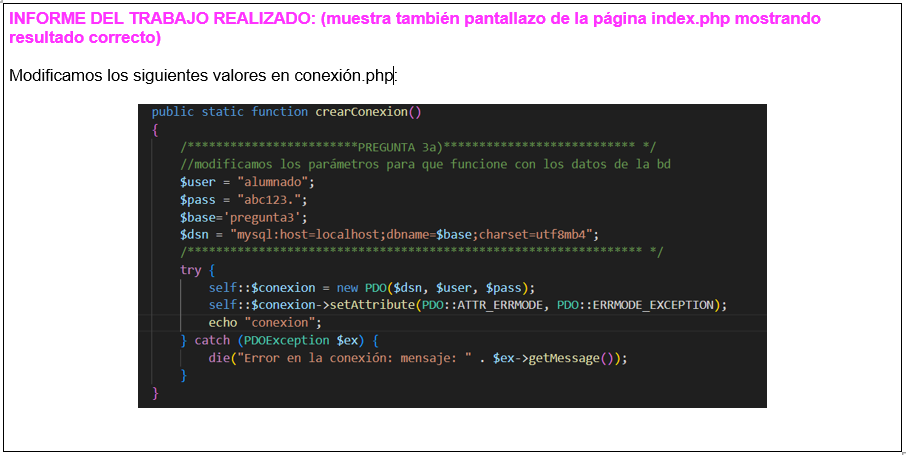 INFORME DEL TRABAJO REALIZADO: (muestra también pantallazo de la página index.php mostrando
resultado correcto)
Modificamos los siguientes valores en conexión.php:
public static function crearConexion()
{
/************************PREGUNTA 3a)*************************** */
//modificamos los parámetros para que funcione con los datos de la bd
$user = "alumnado";
$pass = "abc123.";
$base='pregunta3';
$dsn = "mysql:host=localhost;dbname=$base;charset=utf8mb4";
/**************************************************************** */
try {
self::$conexion = new PDO($dsn, $user, $pass);
self::$conexion->setAttribute(PDO::ATTR_ERRMODE, PDO::ERRMODE_EXCEPTION);
echo "conexion";
} catch (PDOException $ex) {
die("Error en la conexión: mensaje: " . $ex->getMessage());
}
}